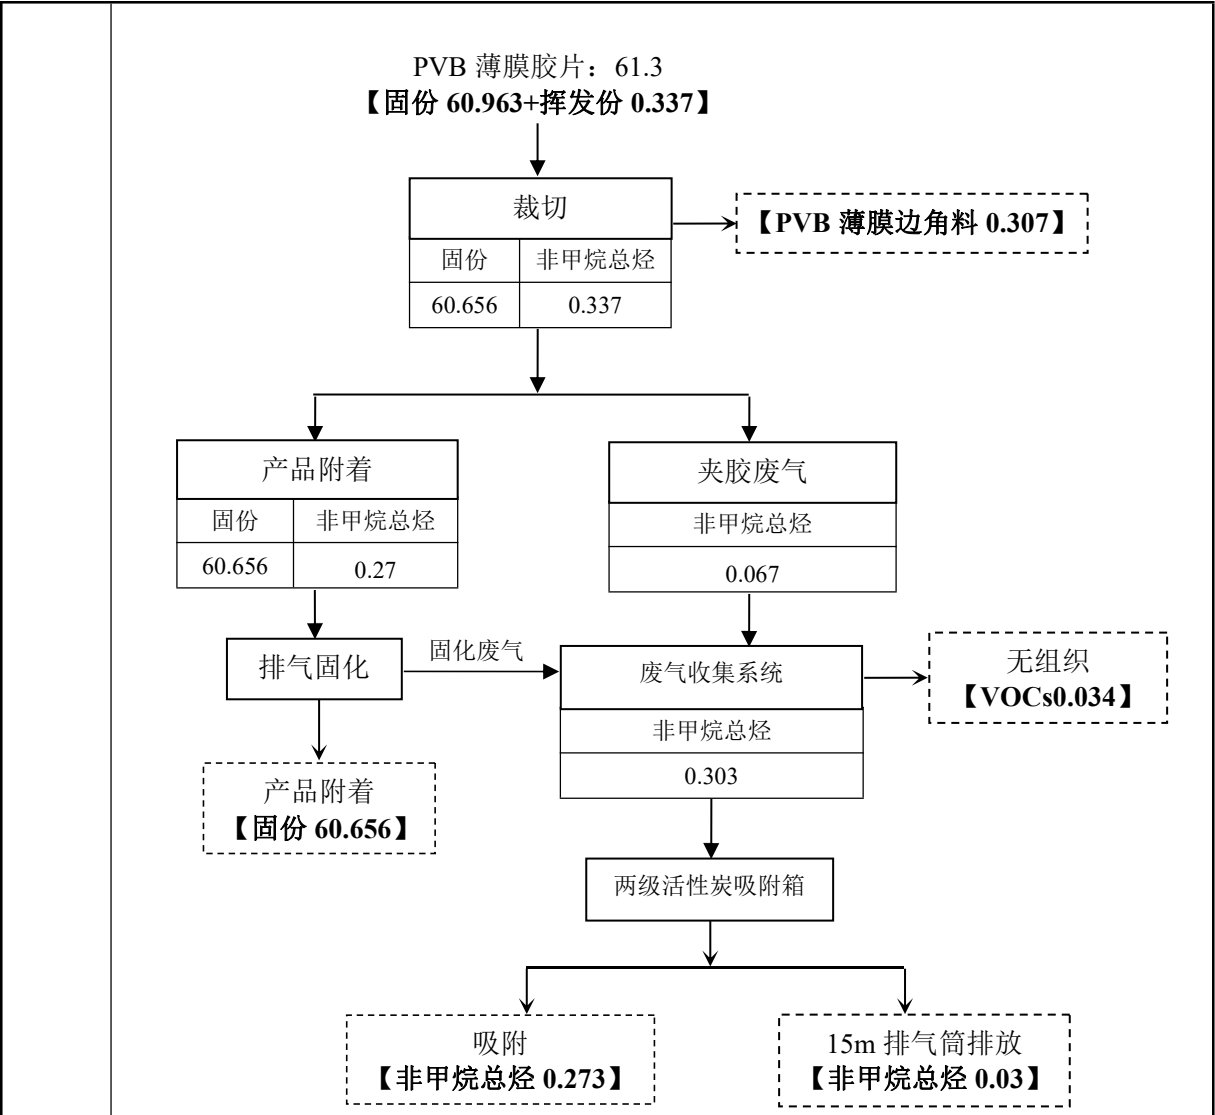 PVB 薄膜胶片：61.3
【固份 60.963+挥发份 0.337】
裁切
【PVB 薄膜边角料 0.307】
固份 非甲烷总烃
60.656 0.337
产品附着
固份 非甲烷总烃
60.656 0.27
夹胶废气
非甲烷总烃
0.067
排气固化
固化废气
废气收集系统
非甲烷总烃
0.303
无组织
【VOCs0.034】
产品附着
【固份 60.656】
两级活性炭吸附箱
吸附
【非甲烷总烃 0.273】
15m 排气筒排放
【非甲烷总烃 0.03】